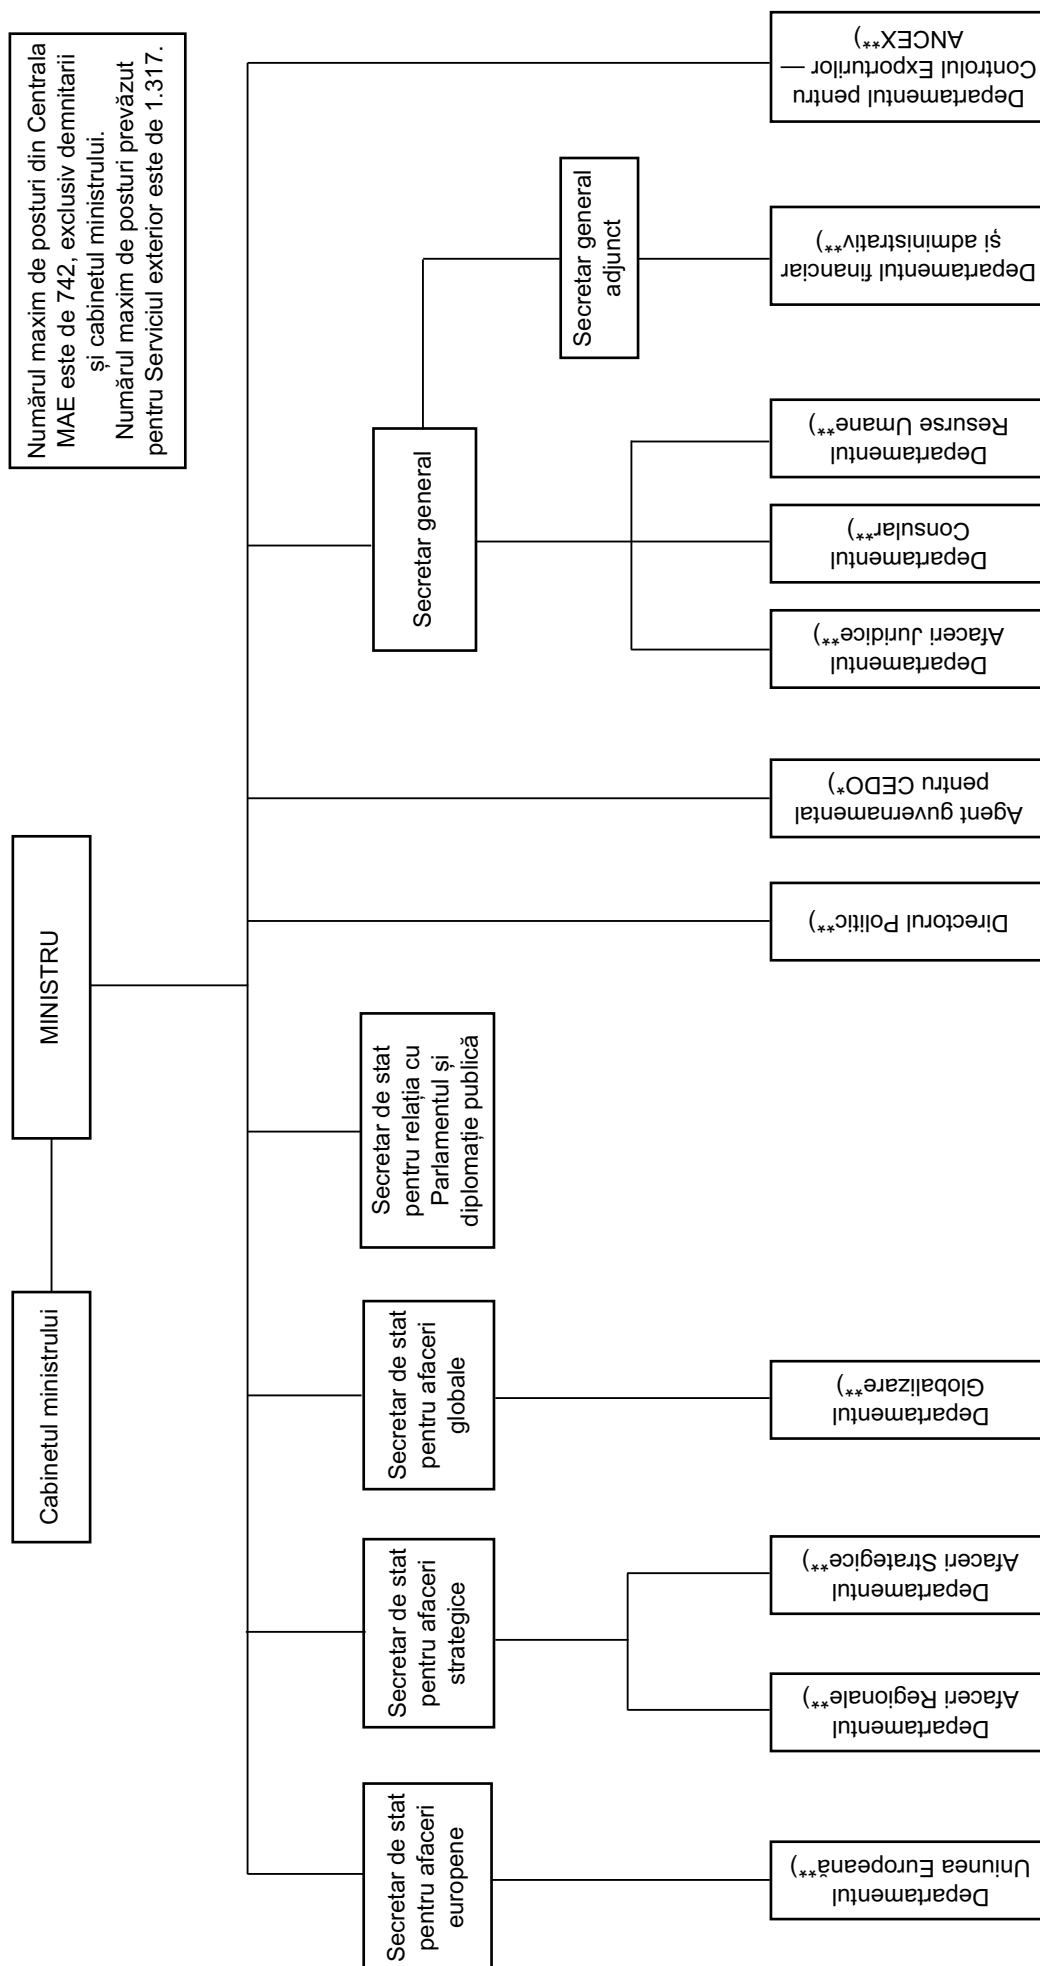 Numărul maxim de posturi din Centrala
MAE este de 742, exclusiv demnitarii
și cabinetul ministrului.
Numărul maxim de posturi prevăzut
pentru Serviciul exterior este de 1.317.
Cabinetul ministrului
MINISTRU
Secretar de stat
pentru afaceri
europene
Secretar de stat
pentru afaceri
strategice
Secretar de stat
pentru afaceri
globale
Secretar de stat
pentru relația cu
Parlamentul și
diplomație publică
Secretar general
Secretar general
adjunct
Departamentul
Uniunea Europeană**)
Departamentul
Afaceri Regionale**)
Departamentul
Afaceri Strategice**)
Departamentul
Globalizare**)
Directorul Politic**)
Agent guvernamental
pentru CEDO*)
Departamentul
Afaceri Juridice**)
Departamentul
Consular**)
Departamentul
Resurse Umane**)
Departamentul financiar
și administrativ**)
Departamentul pentru
Controlul Exporturilor —
ANCEX**)